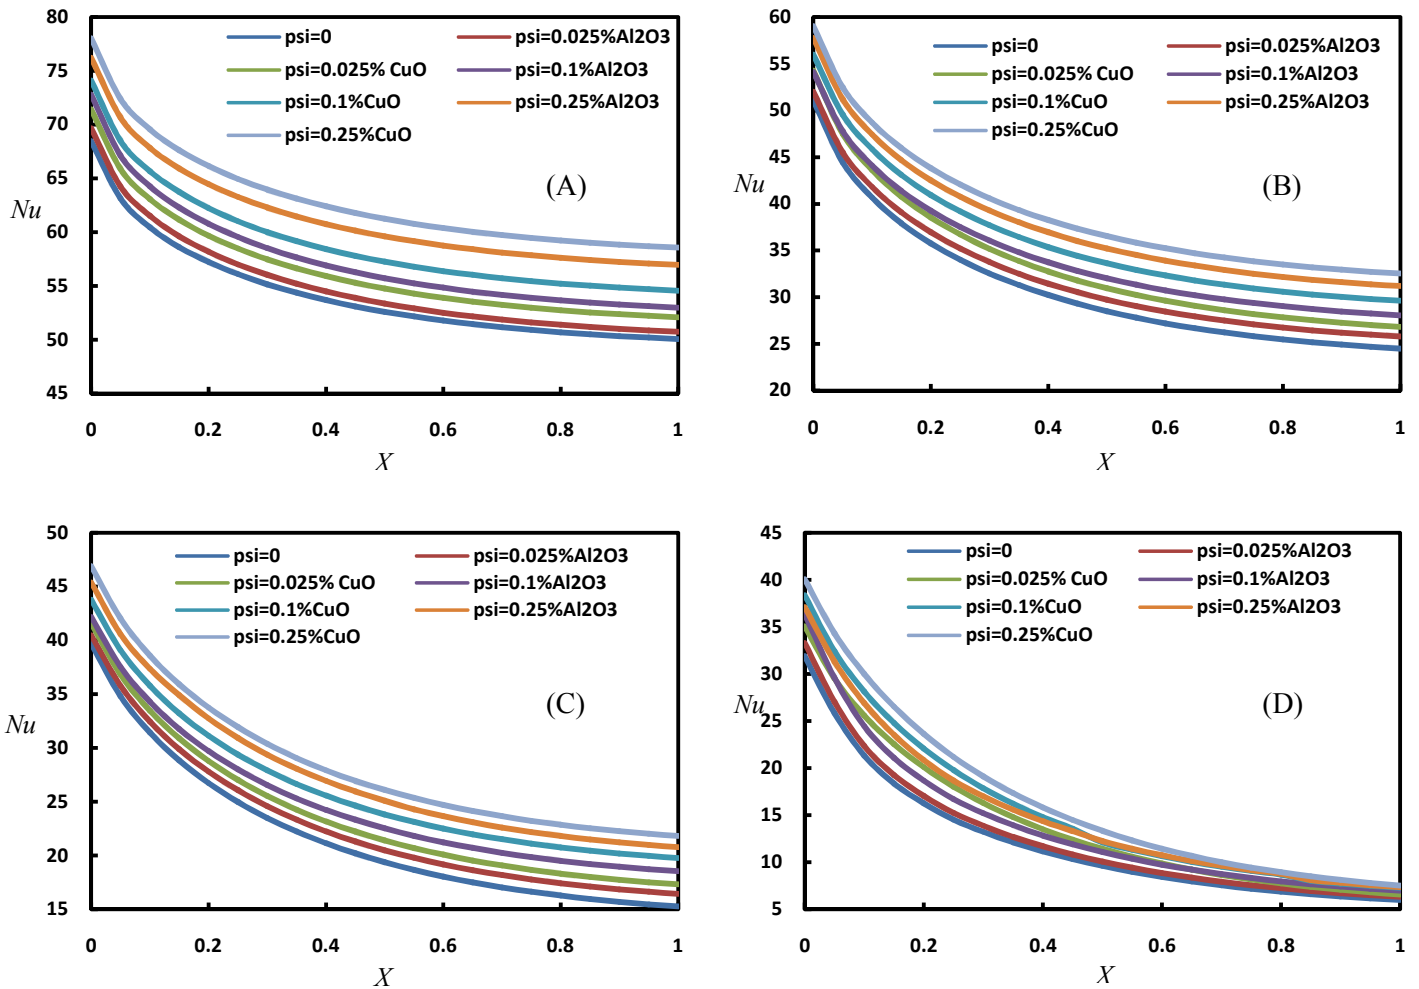 80
75
70
65
60
55
50
45
Nu
psi=0
psi=0.025%Al2O3
psi=0.025% CuO
psi=0.1%Al2O3
psi=0.1%CuO
psi=0.25%Al2O3
psi=0.25%CuO
(A)
0 0.2 0.4 0.6 0.8 1
X
60
55
50
45
40
35
30
25
20
Nu
psi=0
psi=0.025%Al2O3
psi=0.025% CuO
psi=0.1%Al2O3
psi=0.1%CuO
psi=0.25%Al2O3
psi=0.25%CuO
(B)
0 0.2 0.4 0.6 0.8 1
X
50
45
40
35
30
25
20
15
Nu
psi=0
psi=0.025%Al2O3
psi=0.025% CuO
psi=0.1%Al2O3
psi=0.1%CuO
psi=0.25%Al2O3
psi=0.25%CuO
(C)
0 0.2 0.4 0.6 0.8 1
X
45
40
35
30
25
20
15
10
5
Nu
psi=0
psi=0.025%Al2O3
psi=0.025% CuO
psi=0.1%Al2O3
psi=0.1%CuO
psi=0.25%Al2O3
psi=0.25%CuO
(D)
0 0.2 0.4 0.6 0.8 1
X